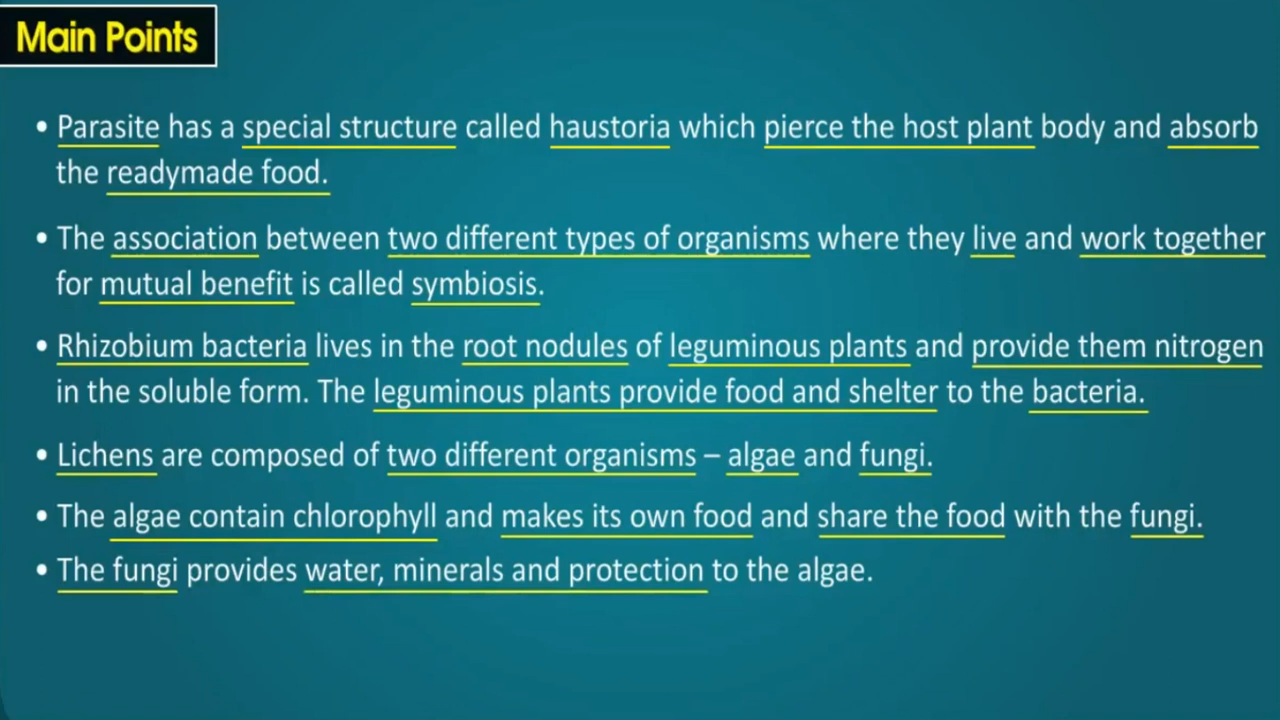 Main Points
• Parasite has a special structure called haustoria which pierce the host plant body and absorb
the readymade food.
• The association between two different types of organisms where they live and work together
for mutual benefit is called symbiosis.
• Rhizobium bacteria lives in the root nodules of leguminous plants and provide them nitrogen
in the soluble form. The leguminous plants provide food and shelter to the bacteria.
• Lichens are composed of two different organisms – algae and fungi.
• The algae contain chlorophyll and makes its own food and share the food with the fungi.
• The fungi provides water, minerals and protection to the algae.